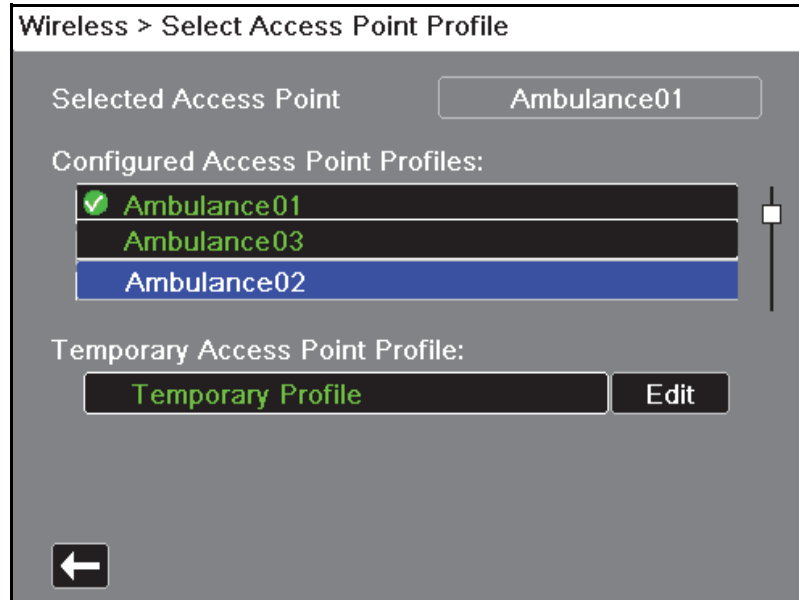 Wireless > Select Access Point Profile
Selected Access Point Ambulance01
Configured Access Point Profiles:
Ambulance01
Ambulance03
Ambulance02
Temporary Access Point Profile:
Temporary Profile Edit